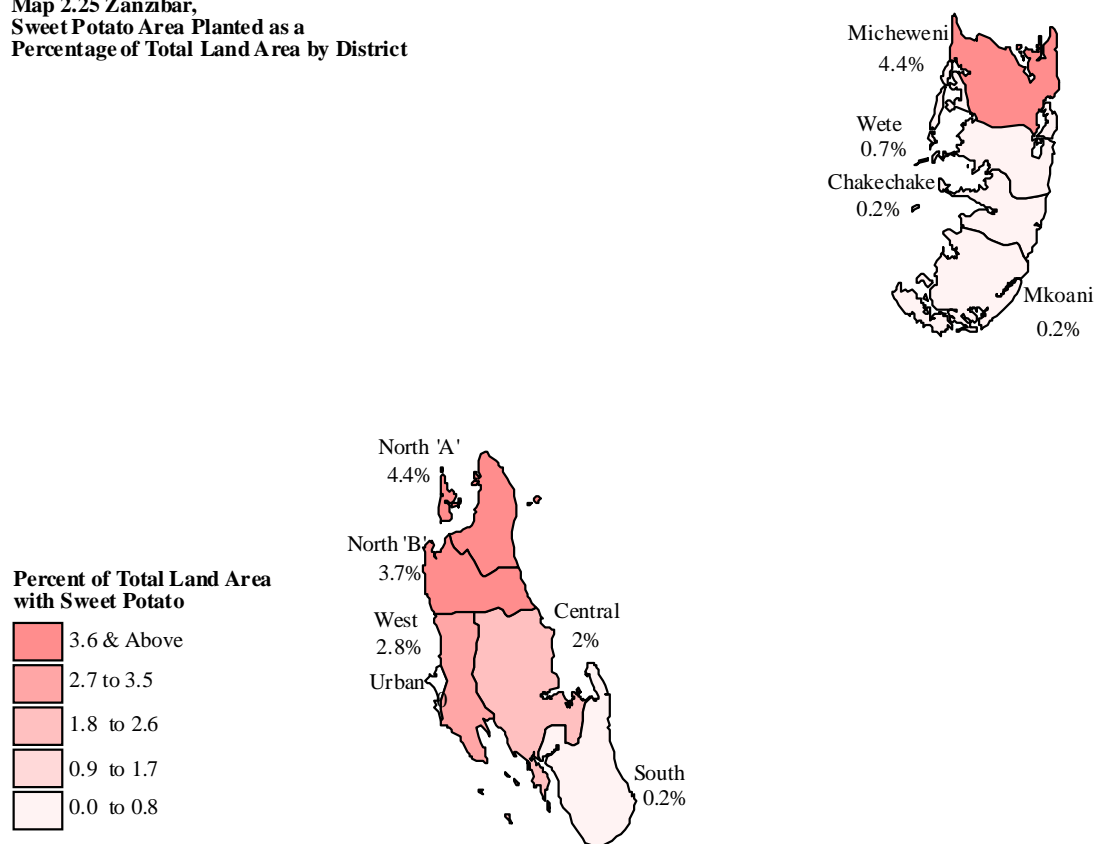 Map 2.25 Zanzibar,
Sweet Potato Area Planted as a
Percentage of Total Land Area by District
Micheweni
4.4%
Wete
0.7%
Chakechake
0.2%
Mkoani
0.2%
North 'A'
4.4%
North 'B'
3.7%
West
2.8%
Urban
0
Central
2%
South
0.2%
Percent of Total Land Area
with Sweet Potato
3.6 & Above
2.7 to 3.5
1.8 to 2.6
0.9 to 1.7
0.0 to 0.8